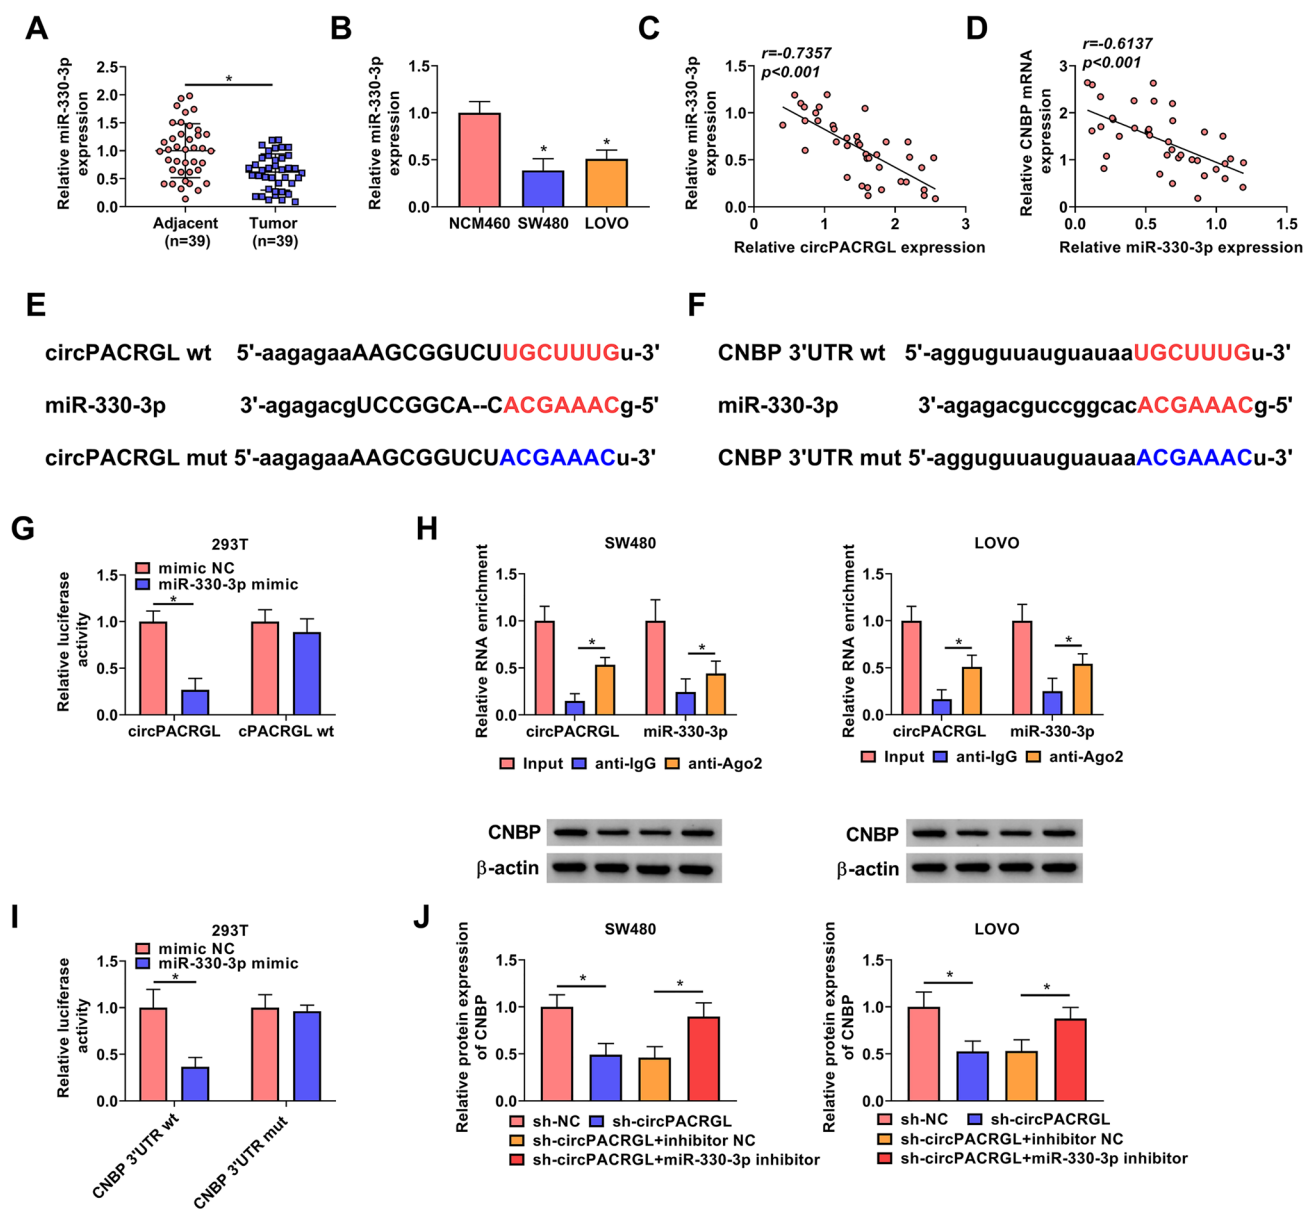 A
Relative miR-330-3p
expression
2.5
2.0
1.5
1.0
0.5
0.0
*
Adjacent
(n=39)
Tumor
(n=39)
B
Relative miR-330-3p
expression
1.5
1.0
0.5
0.0
*
*
NCM460 SW480 LOVO
C
r=-0.7357
p<0.001
Relative miR-330-3p
expression
1.5
1.0
0.5
0.0
0 1 2 3
Relative circPACRGL expression
D
r=-0.6137
p<0.001
Relative CNBP mRNA
expression
3
2
1
0
0.0 0.5 1.0 1.5
Relative miR-330-3p expression
E
circPACRGL wt 5'-aagagaaAAGCGGUCUUGCUUUGu-3'
miR-330-3p 3'-agagacgUCCGGCA--CACGAAACg-5'
circPACRGL mut 5'-aagagaaAAGCGGUCUACGAAACu-3'
F
CNBP 3'UTR wt 5'-agguguuauguauaaUGCUUUGu-3'
miR-330-3p 3'-agagacguccggcacACGAAACg-5'
CNBP 3'UTR mut 5'-agguguuauguauaaACGAAACu-3'
G
293T
mimic NC
miR-330-3p mimic
Relative luciferase
activity
1.5
1.0
0.5
0.0
*
circPACRGL cPACRGL wt
H
SW480
Relative RNA enrichment
1.5
1.0
0.5
0.0
*
*
circPACRGL miR-330-3p
Input anti-IgG anti-Ago2
LOVO
Relative RNA enrichment
1.5
1.0
0.5
0.0
*
*
circPACRGL miR-330-3p
Input anti-IgG anti-Ago2
I
293T
mimic NC
miR-330-3p mimic
Relative luciferase
activity
1.5
1.0
0.5
0.0
*
CNBP 3'UTR wt
CNBP 3'UTR mut
J
CNBP
β-actin
SW480
Relative protein expression
of CNBP
1.5
1.0
0.5
0.0
*
*
sh-NC sh-circPACRGL
sh-circPACRGL+inhibitor NC
sh-circPACRGL+miR-330-3p inhibitor
CNBP
β-actin
LOVO
Relative protein expression
of CNBP
1.5
1.0
0.5
0.0
*
*
sh-NC sh-circPACRGL
sh-circPACRGL+inhibitor NC
sh-circPACRGL+miR-330-3p inhibitor